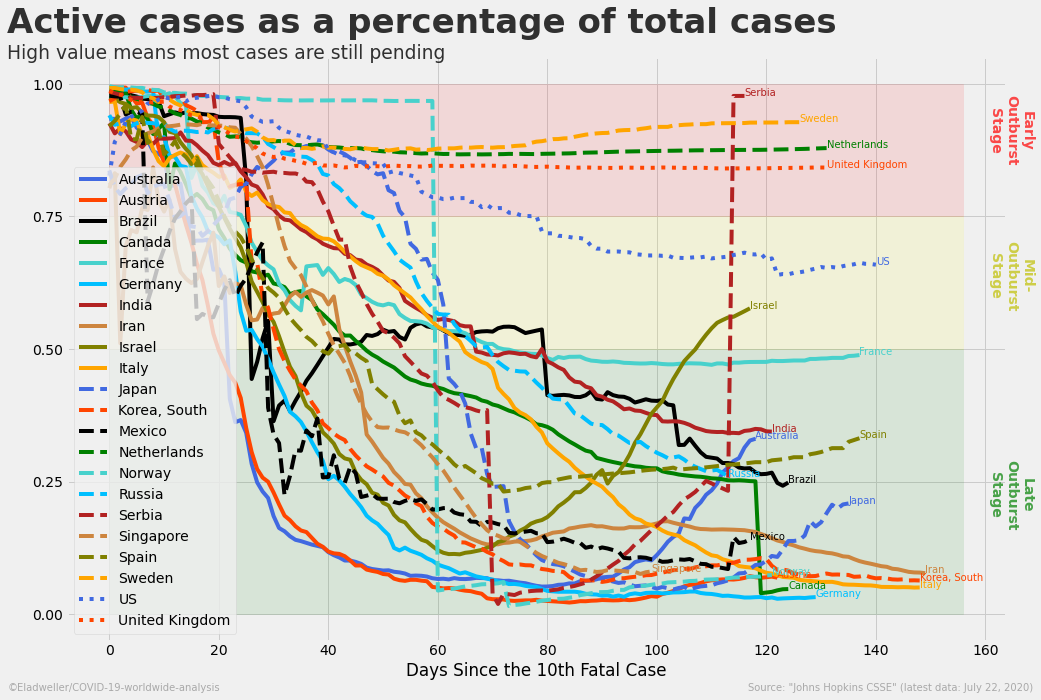 Active cases as a percentage of total cases
High value means most cases are still pending
1.00
0.75
0.50
0.25
0.00
Early
Outburst
Stage
Mid-
Outburst
Stage
Late
Outburst
Stage
Australia
Austria
Brazil
Canada
France
Germany
India
Iran
Israel
Italy
Japan
Korea, South
Mexico
Netherlands
Norway
Russia
Serbia
Singapore
Spain
Sweden
US
United Kingdom
Serbia
Sweden
Netherlands
United Kingdom
US
Israel
France
India
Australia
Spain
Russia
Brazil
Japan
Mexico
Singapore
Norway
Austria
Iran
Korea, South
Italy
Canada
Germany
0 20 40 60 80 100 120 140 160
Days Since the 10th Fatal Case
©Eladweller/COVID-19-worldwide-analysis
Source: "Johns Hopkins CSSE" (latest data: July 22, 2020)